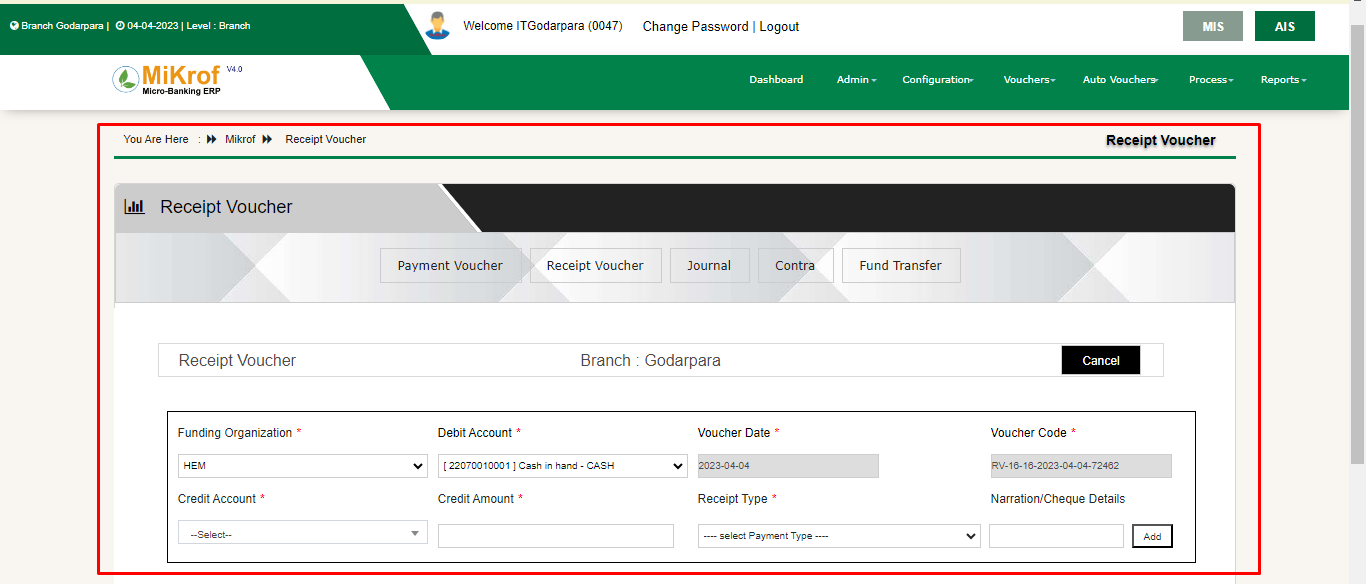 Branch Godarpara | 04-04-2023 | Level : Branch
Welcome ITGodarpara (0047) Change Password | Logout
MIS AIS
MiKrof V4.0
Micro-Banking ERP
Dashboard Admin Configuration Vouchers Auto Vouchers Process Reports
You Are Here : Mikrof Receipt Voucher
Receipt Voucher
Receipt Voucher
Payment Voucher Receipt Voucher Journal Contra Fund Transfer
Receipt Voucher Branch : Godarpara Cancel
Funding Organization * Debit Account * Voucher Date * Voucher Code *
HEM [ 22070010001 ] Cash in hand - CASH 2023-04-04 RV-16-16-2023-04-04-72462
Credit Account * Credit Amount * Receipt Type * Narration/Cheque Details
--Select-- ---- select Payment Type ---- Add